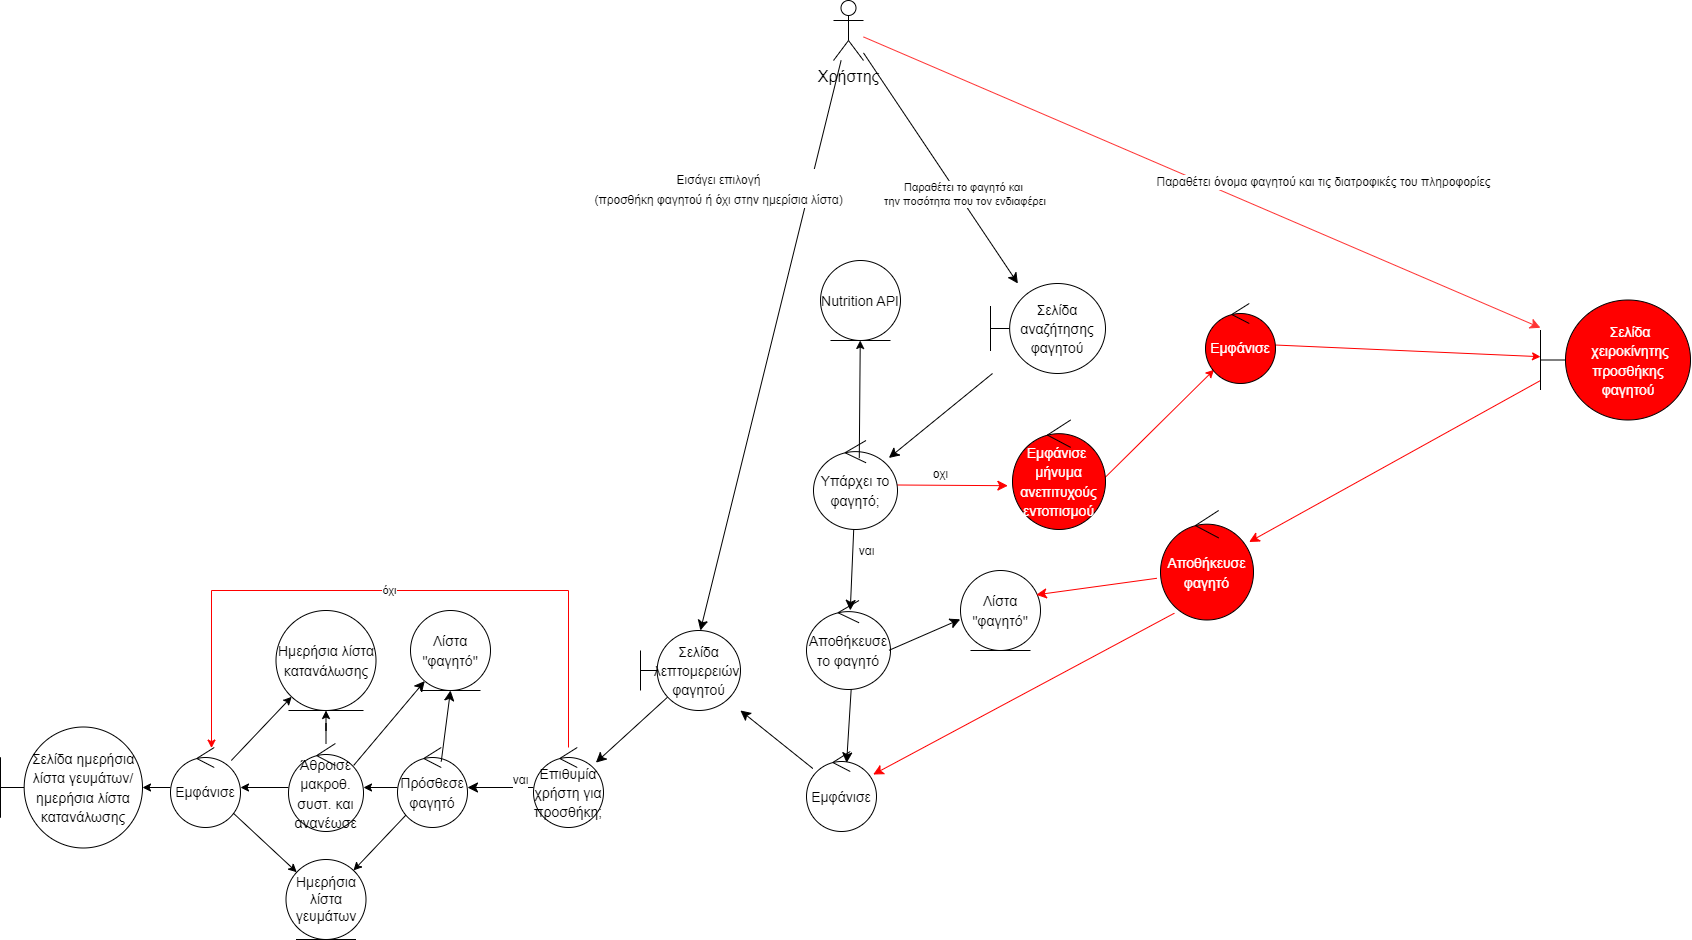 Χρήστης
Εισάγει επιλογή
(προσθήκη φαγητού ή όχι στην ημερίσια λίστα)
Παραθέτει το φαγητό και
την ποσότητα που τον ενδιαφέρει
Παραθέτει όνομα φαγητού και τις διατροφικές του πληροφορίες
Nutrition API
Σελίδα
αναζήτησης
φαγητού
Εμφάνισε
Σελίδα
χειροκίνητης
προσθήκης
φαγητού
Υπάρχει το
φαγητό;
οχι
Εμφάνισε
μήνυμα
ανεπιτυχούς
εντοπισμού
ναι
Αποθήκευσε
φαγητό
Λίστα
"φαγητό"
Αποθήκευσε
το φαγητό
όχι
Ημερήσια λίστα
κατανάλωσης
Λίστα
"φαγητό"
Σελίδα
λεπτομερειών
φαγητού
Σελίδα ημερήσια
λίστα γευμάτων/
ημερήσια λίστα
κατανάλωσης
Εμφάνισε
Άθροισε
μακροθ.
συστ. και
ανανέωσε
Πρόσθεσε
φαγητό
ναι
Επιθυμία
χρήστη για
προσθήκη;
Εμφάνισε
Ημερήσια
λίστα
γευμάτων